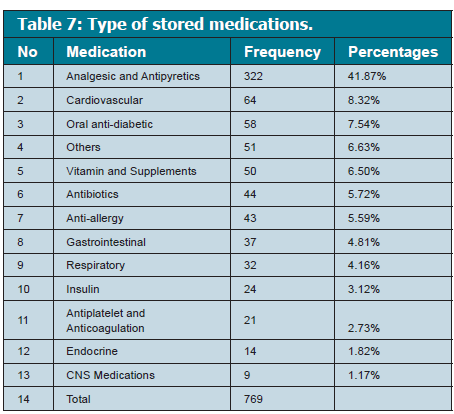 Table 7: Type of stored medications.
No Medication Frequency Percentages
1 Analgesic and Antipyretics 322 41.87%
2 Cardiovascular 64 8.32%
3 Oral anti-diabetic 58 7.54%
4 Others 51 6.63%
5 Vitamin and Supplements 50 6.50%
6 Antibiotics 44 5.72%
7 Anti-allergy 43 5.59%
8 Gastrointestinal 37 4.81%
9 Respiratory 32 4.16%
10 Insulin 24 3.12%
11 Antiplatelet and
Anticoagulation 21 2.73%
12 Endocrine 14 1.82%
13 CNS Medications 9 1.17%
14 Total 769